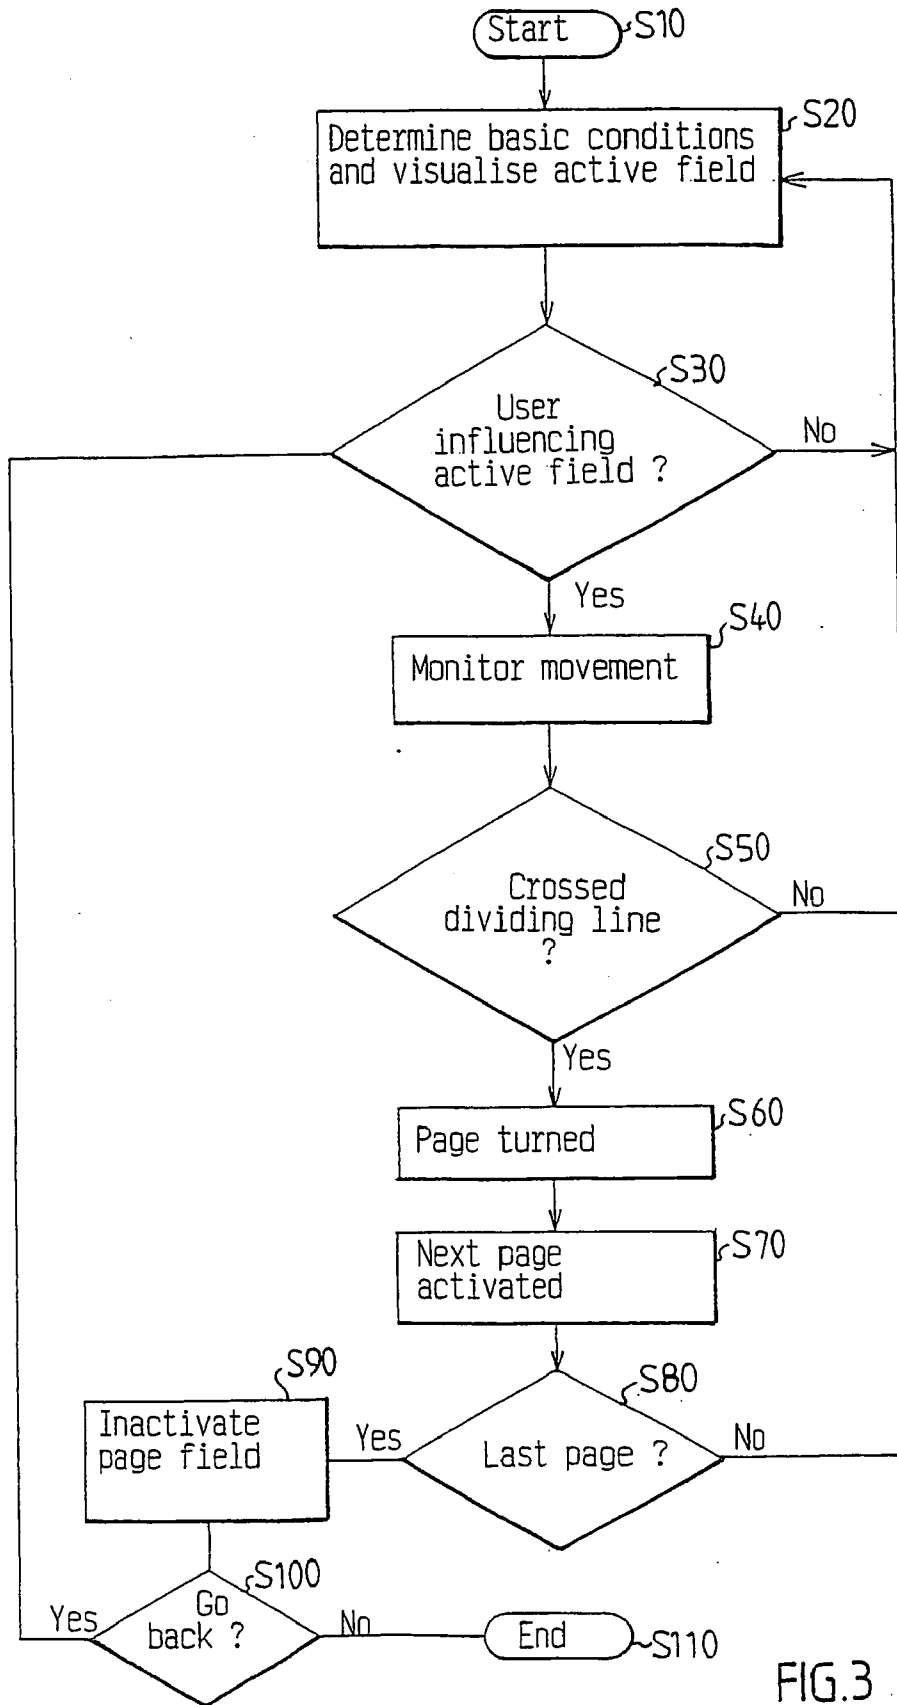 Start
S10
S20
Determine basic conditions
and visualise active field
S30
User
influencing
active field ?
No
Yes
S40
Monitor movement
S50
Crossed
dividing line
?
No
Yes
S60
Page turned
S70
Next page
activated
S80
Last page ?
No
Yes
S90
Inactivate
page field
S100
Go
back ?
Yes
No
End
S110
FIG.3